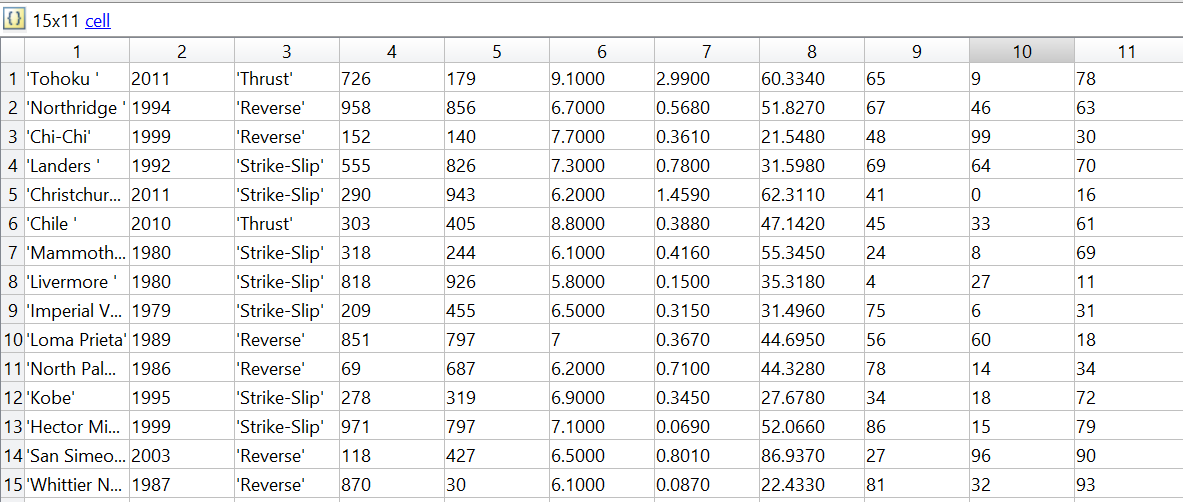 {} 15x11 cell
1 2 3 4 5 6 7 8 9 10 11
1 'Tohoku ' 2011 'Thrust' 726 179 9.1000 2.9900 60.3340 65 9 78
2 'Northridge ' 1994 'Reverse' 958 856 6.7000 0.5680 51.8270 67 46 63
3 'Chi-Chi' 1999 'Reverse' 152 140 7.7000 0.3610 21.5480 48 99 30
4 'Landers ' 1992 'Strike-Slip' 555 826 7.3000 0.7800 31.5980 69 64 70
5 'Christchur... 2011 'Strike-Slip' 290 943 6.2000 1.4590 62.3110 41 0 16
6 'Chile ' 2010 'Thrust' 303 405 8.8000 0.3880 47.1420 45 33 61
7 'Mammoth... 1980 'Strike-Slip' 318 244 6.1000 0.4160 55.3450 24 8 69
8 'Livermore ' 1980 'Strike-Slip' 818 926 5.8000 0.1500 35.3180 4 27 11
9 'Imperial V... 1979 'Strike-Slip' 209 455 6.5000 0.3150 31.4960 75 6 31
10 'Loma Prieta' 1989 'Reverse' 851 797 7 0.3670 44.6950 56 60 18
11 'North Pal... 1986 'Reverse' 69 687 6.2000 0.7100 44.3280 78 14 34
12 'Kobe' 1995 'Strike-Slip' 278 319 6.9000 0.3450 27.6780 34 18 72
13 'Hector Mi... 1999 'Strike-Slip' 971 797 7.1000 0.0690 52.0660 86 15 79
14 'San Simeo... 2003 'Reverse' 118 427 6.5000 0.8010 86.9370 27 96 90
15 'Whittier N... 1987 'Reverse' 870 30 6.1000 0.0870 22.4330 81 32 93